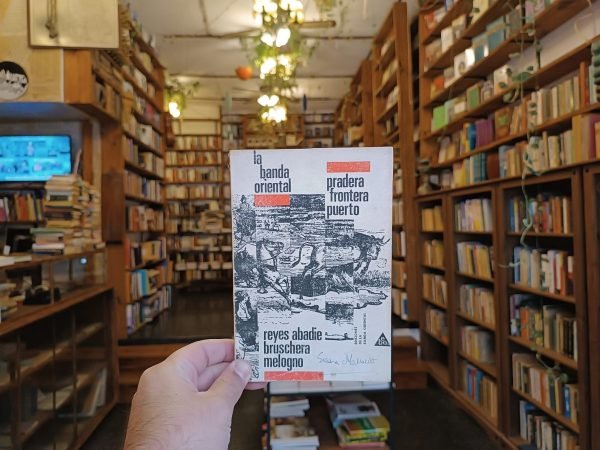 la
banda
oriental
pradera
frontera
puerto
reyes abadie
bruschera
melogno